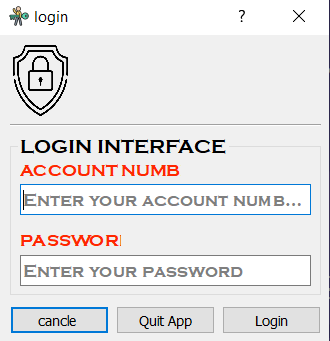 login
LOGIN INTERFACE
ACCOUNT NUMB
ENTER YOUR ACCOUNT NUMB...
PASSWOR
ENTER YOUR PASSWORD
cancle Quit App Login